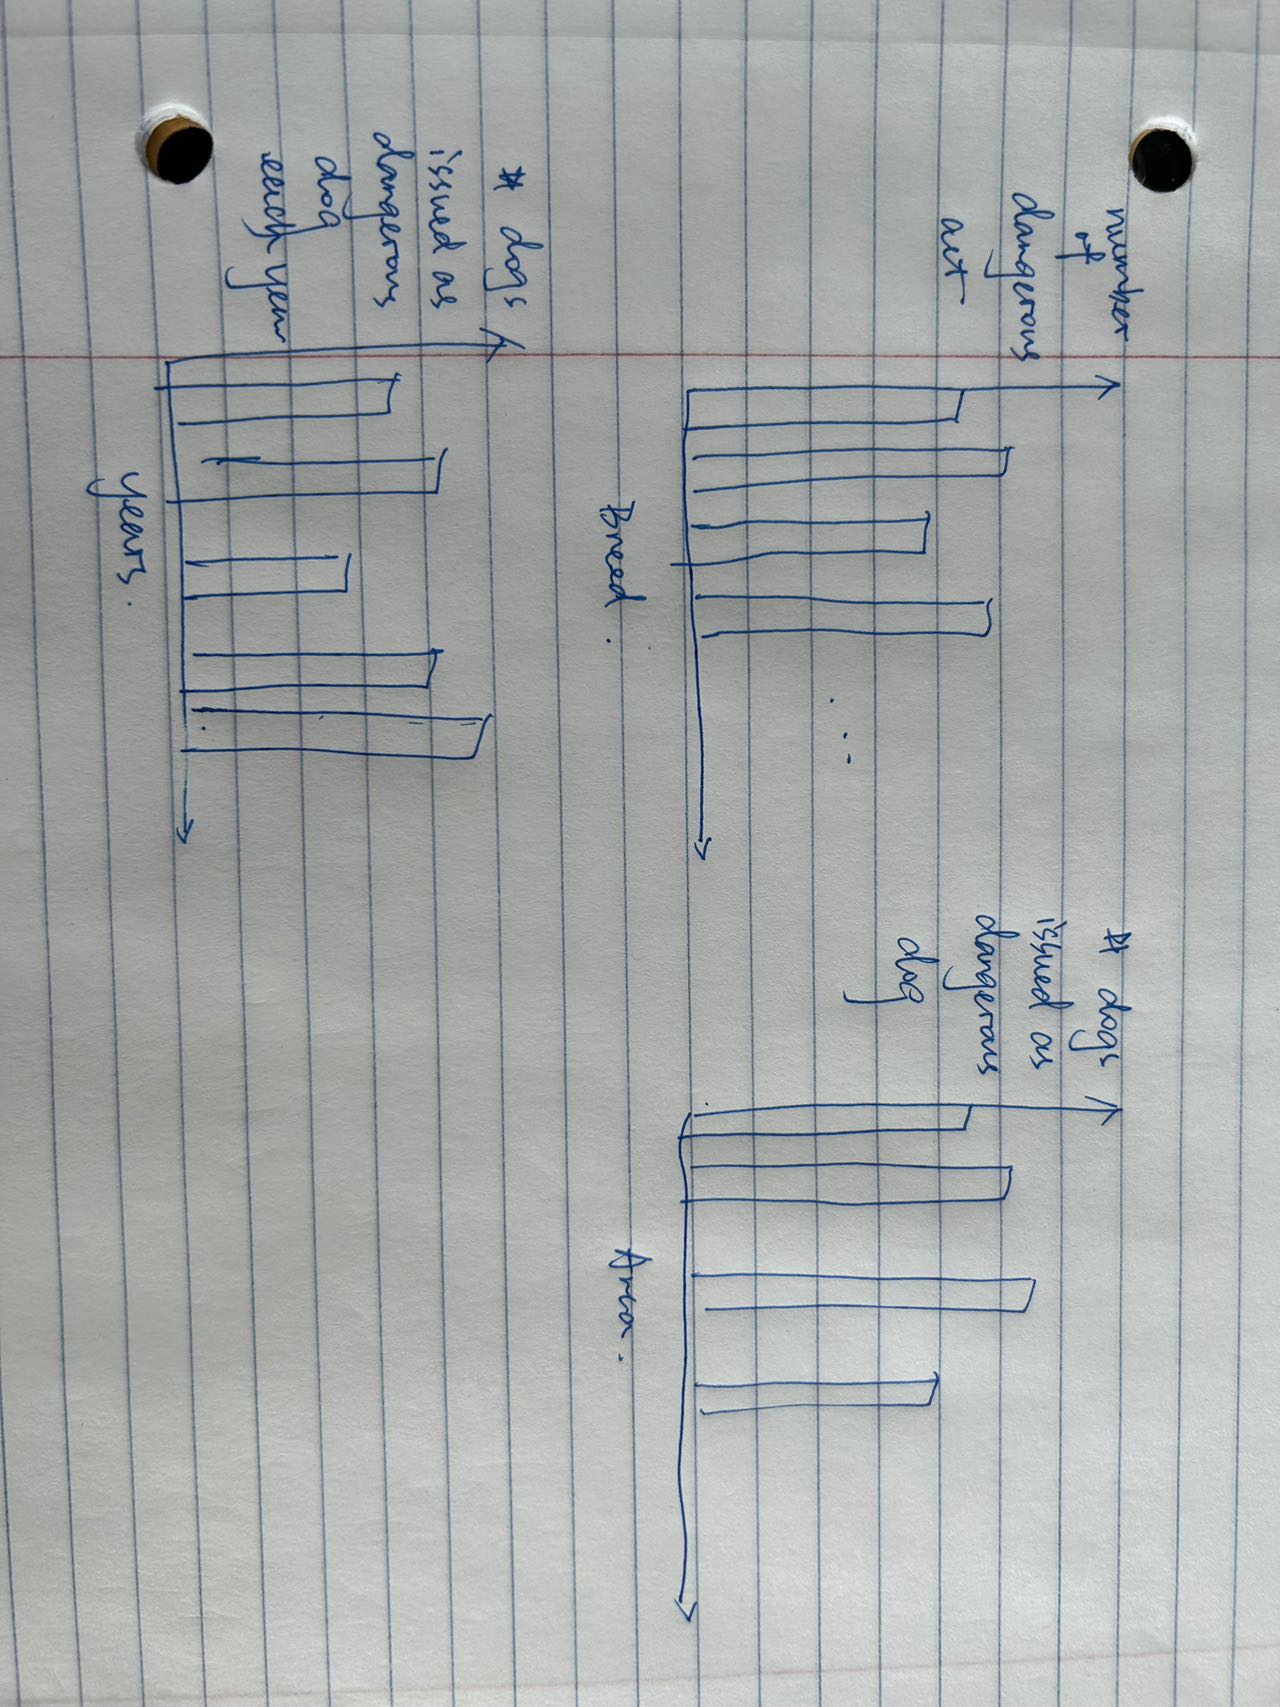 number
of
dangerous
act
Breed.
# dogs
issued as
dangerous
dog
Area.
# dogs
issued as
dangerous
dog
each year
years.